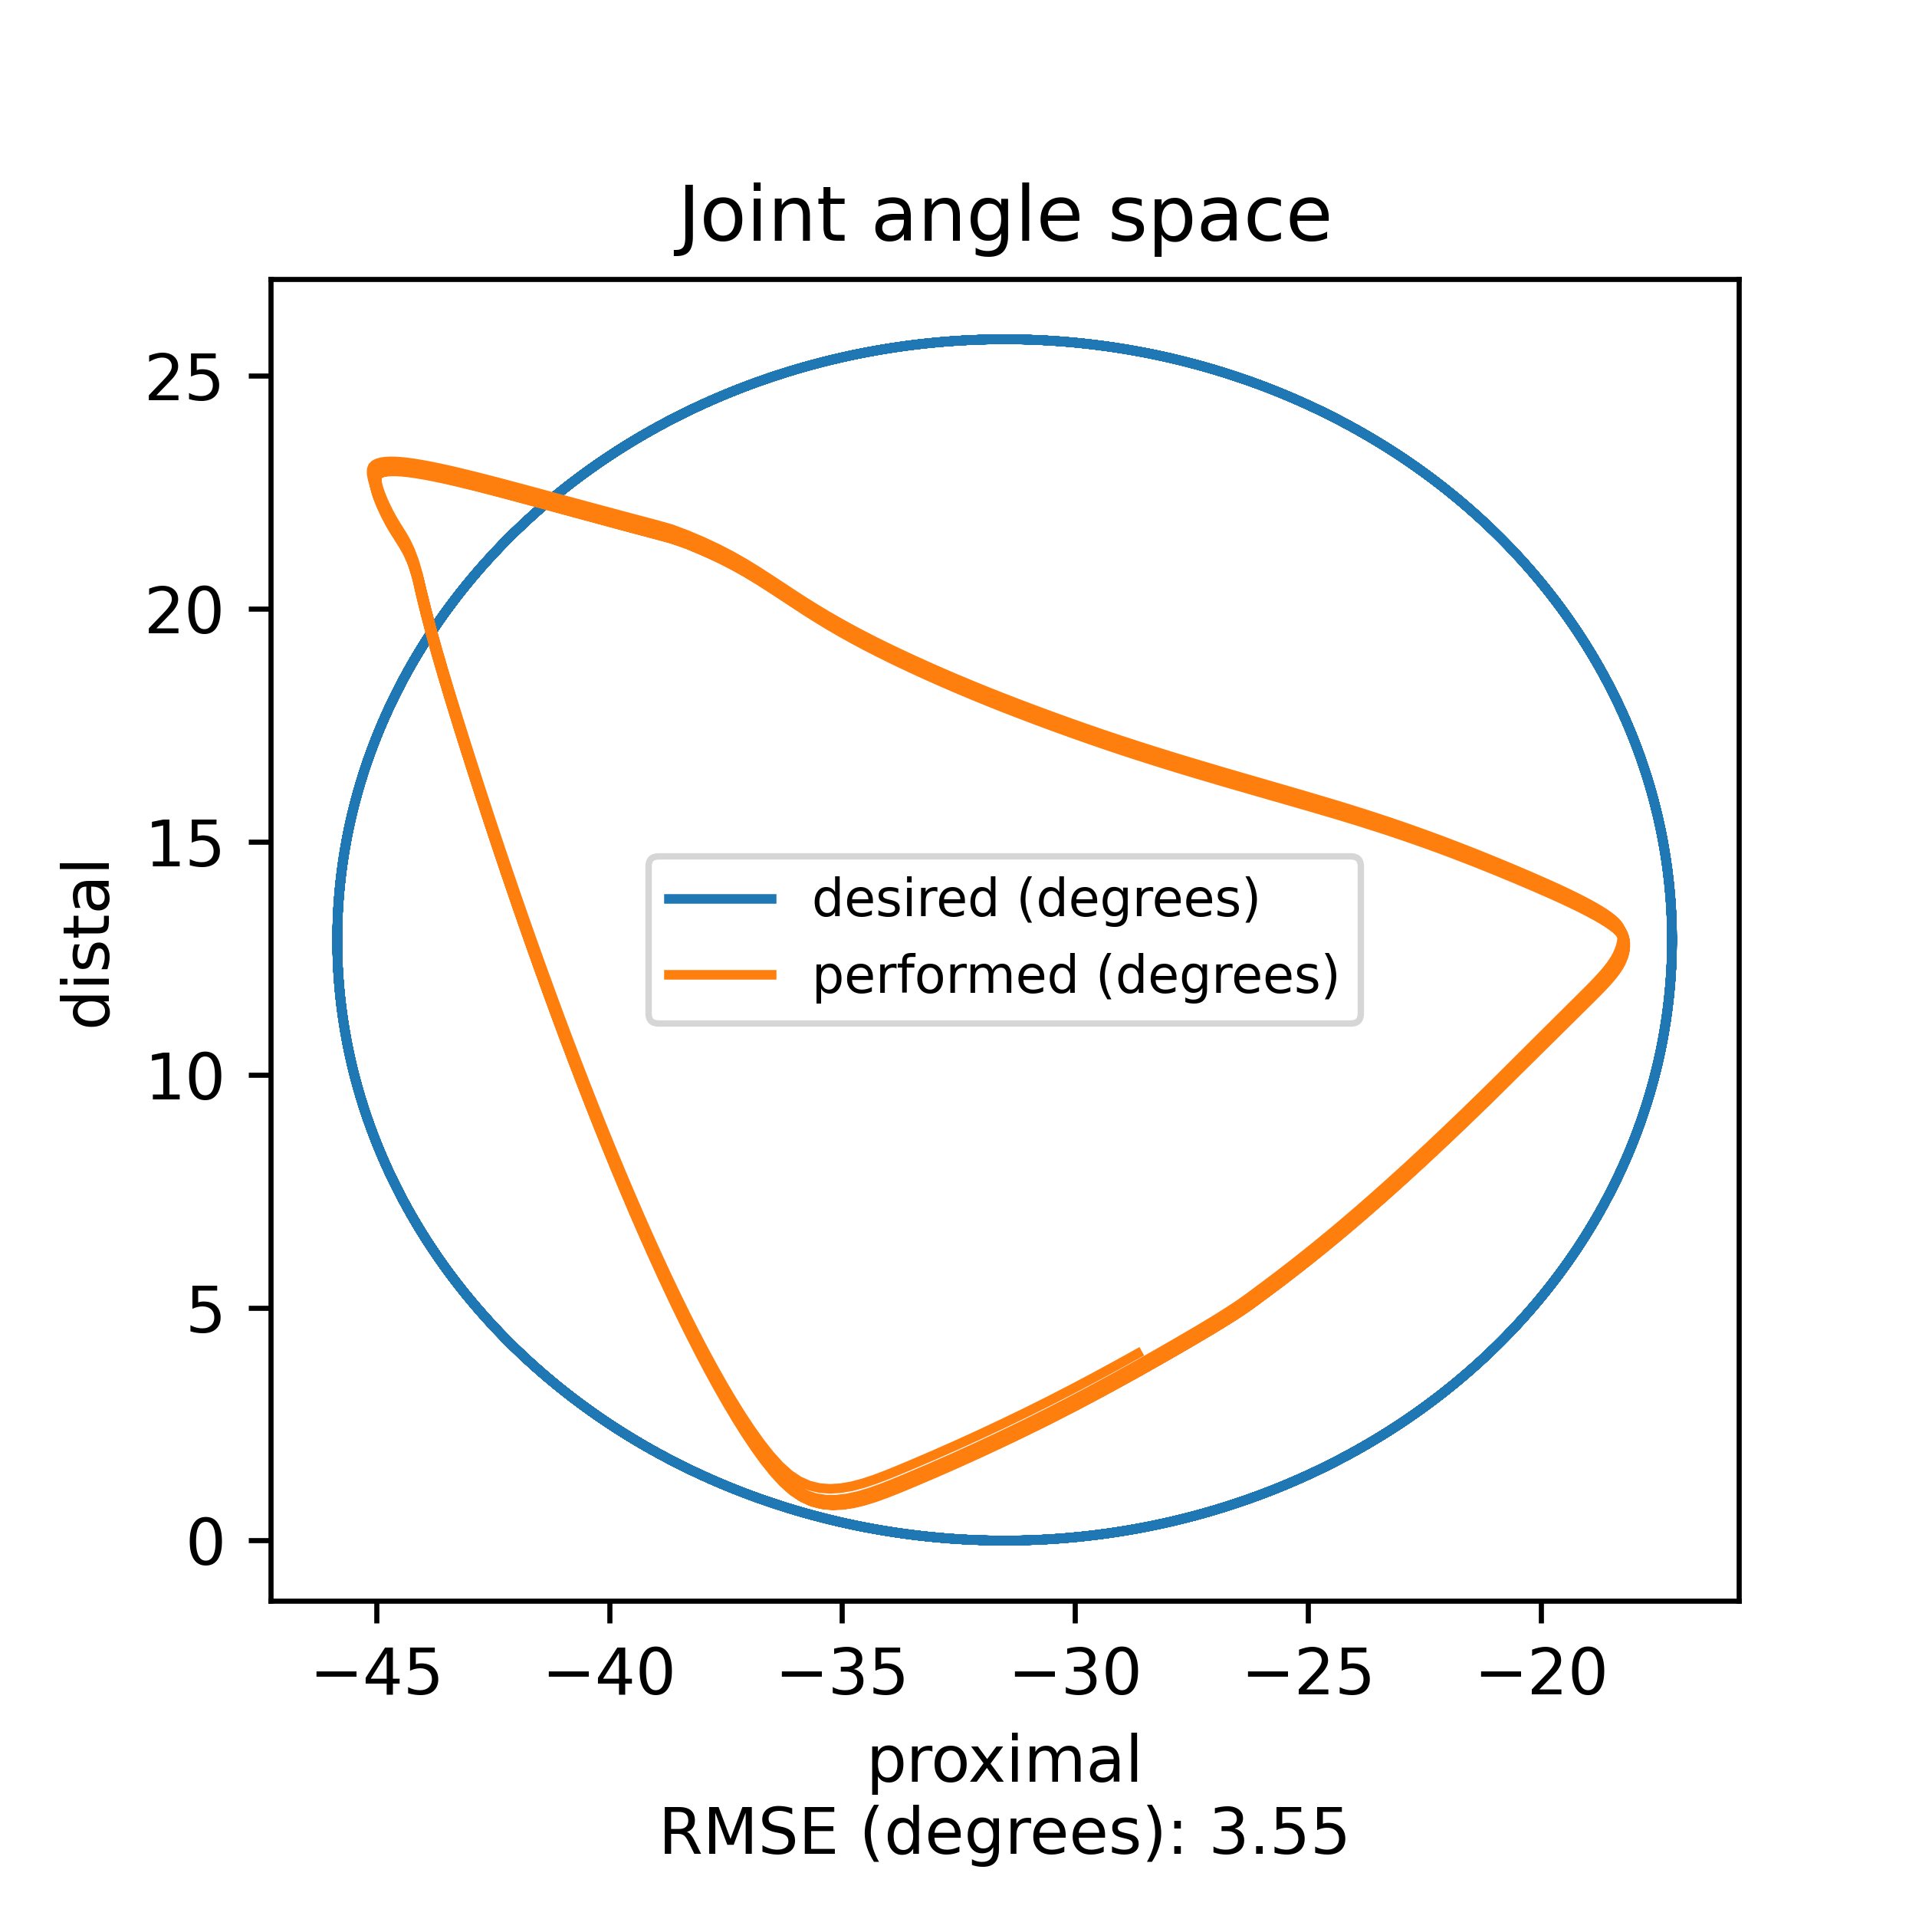 Joint angle space
25
20
15
10
5
0
distal
desired (degrees)
performed (degrees)
−45 −40 −35 −30 −25 −20
proximal
RMSE (degrees): 3.55